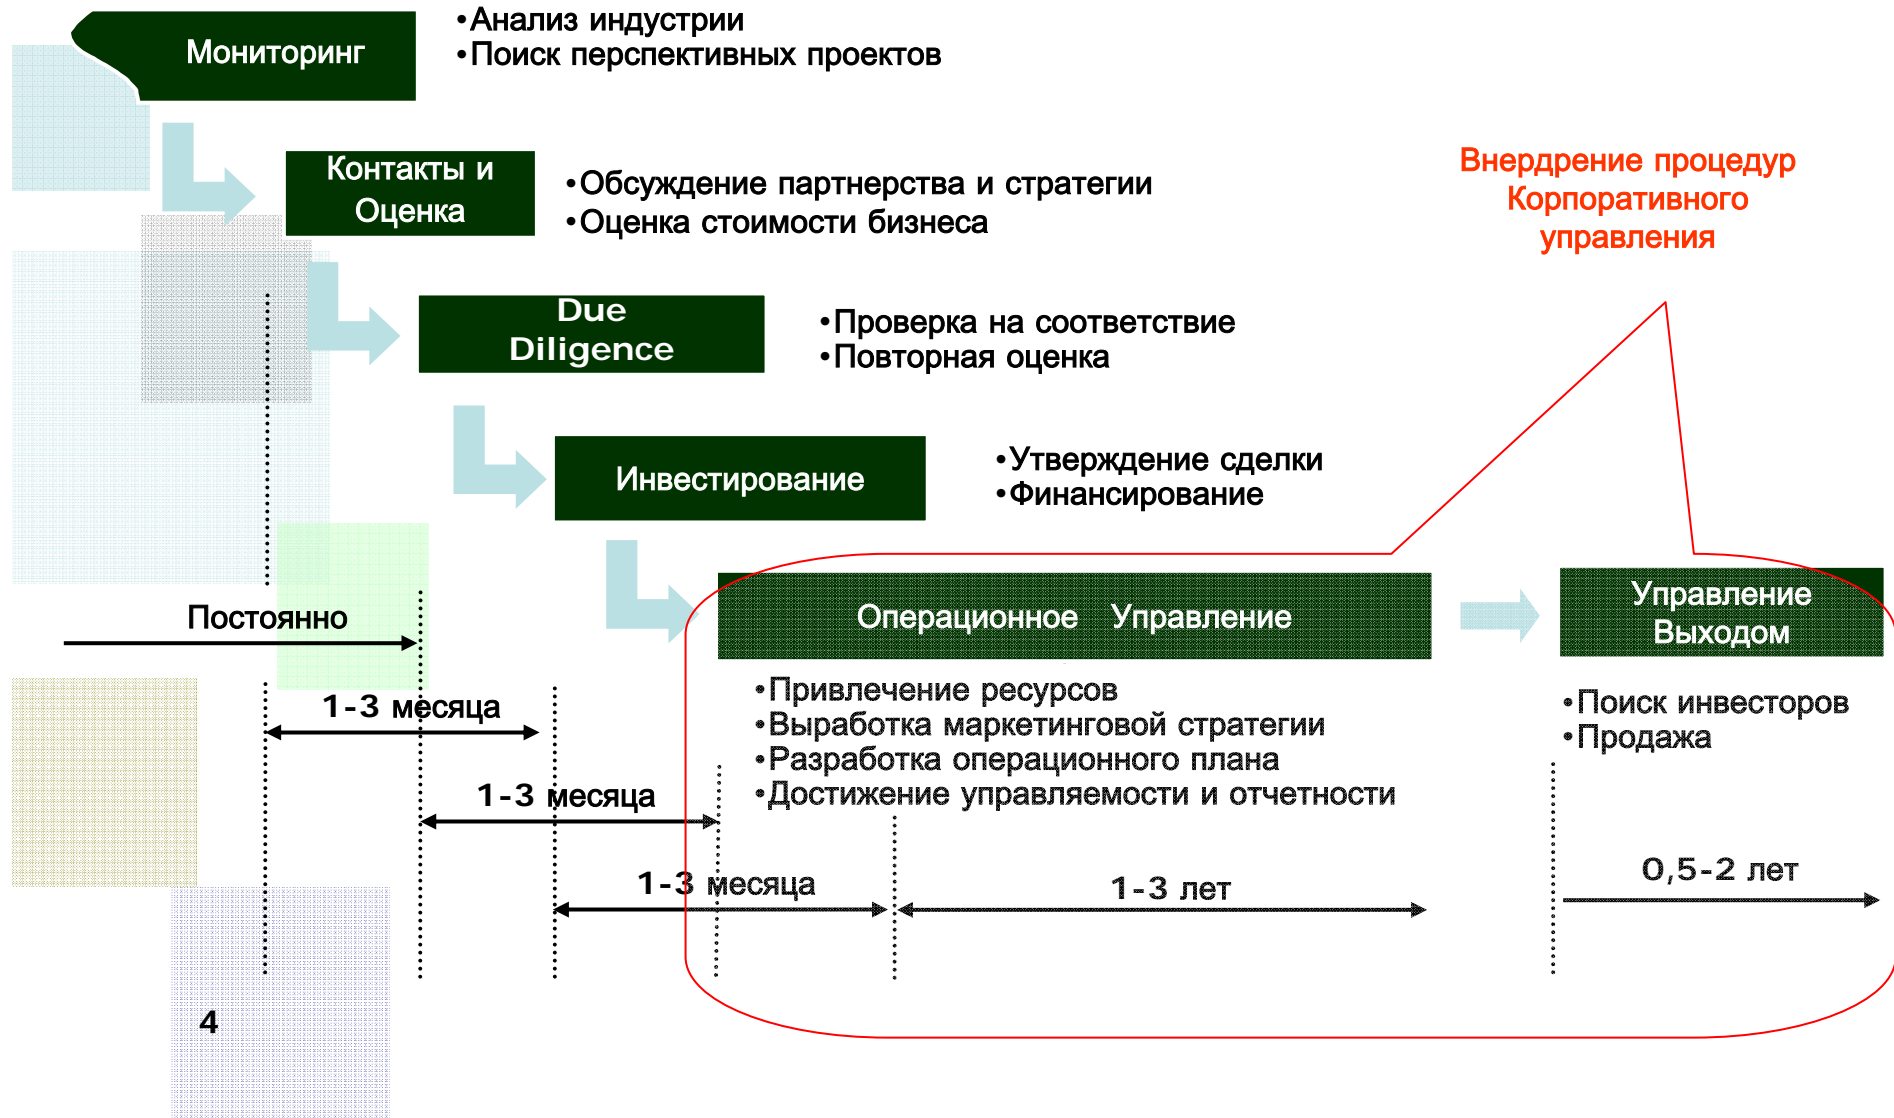 Мониторинг
•Анализ индустрии
•Поиск перспективных проектов
Контакты и
Оценка
•Обсуждение партнерства и стратегии
•Оценка стоимости бизнеса
Внердрение процедур
Корпоративного
управления
Due
Diligence
•Проверка на соответствие
•Повторная оценка
Инвестирование
•Утверждение сделки
•Финансирование
Операционное Управление
Управление
Выходом
Постоянно
•Привлечение ресурсов
•Выработка маркетинговой стратегии
•Разработка операционного плана
•Достижение управляемости и отчетности
•Поиск инвесторов
•Продажа
1-3 месяца
1-3 месяца
1-3 месяца
1-3 лет
0,5-2 лет
4